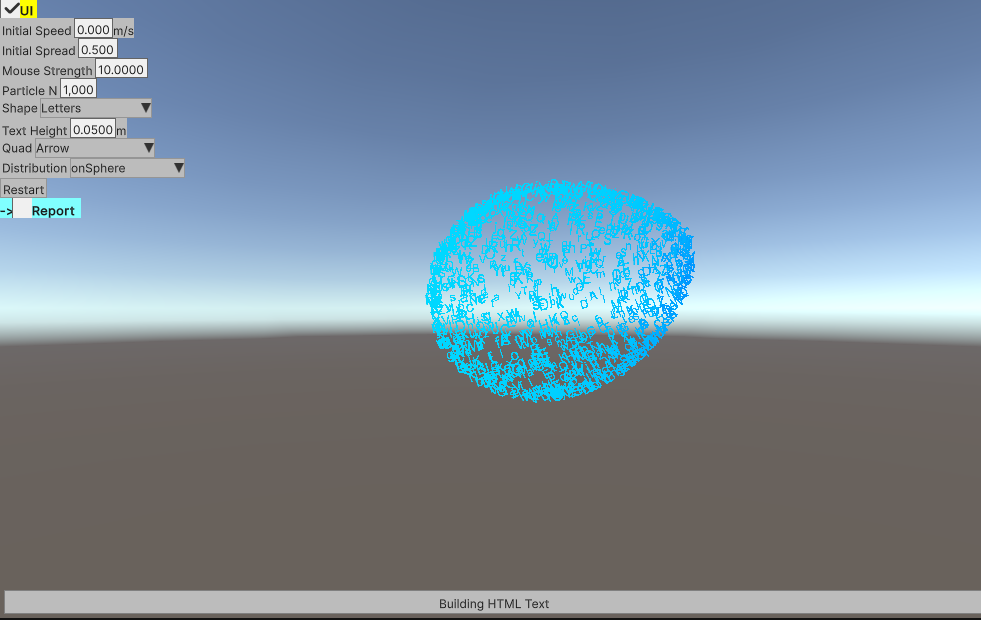 UI
Initial Speed 0.000 m/s
Initial Spread 0.500
Mouse Strength 10.0000
Particle N 1,000
Shape Letters
Text Height 0.0500 m
Quad Arrow
Distribution onSphere
Restart
-> Report
Building HTML Text